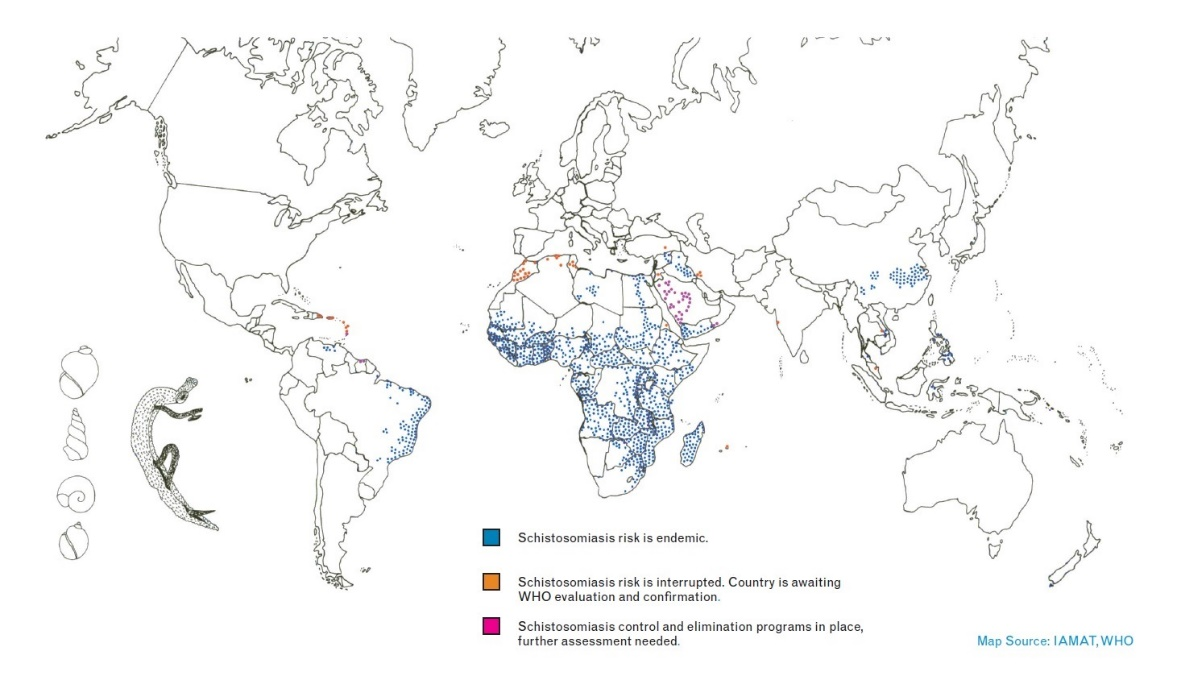 Schistosomiasis risk is endemic.
Schistosomiasis risk is interrupted. Country is awaiting
WHO evaluation and confirmation.
Schistosomiasis control and elimination programs in place,
further assessment needed.
Map Source: IAMAT, WHO